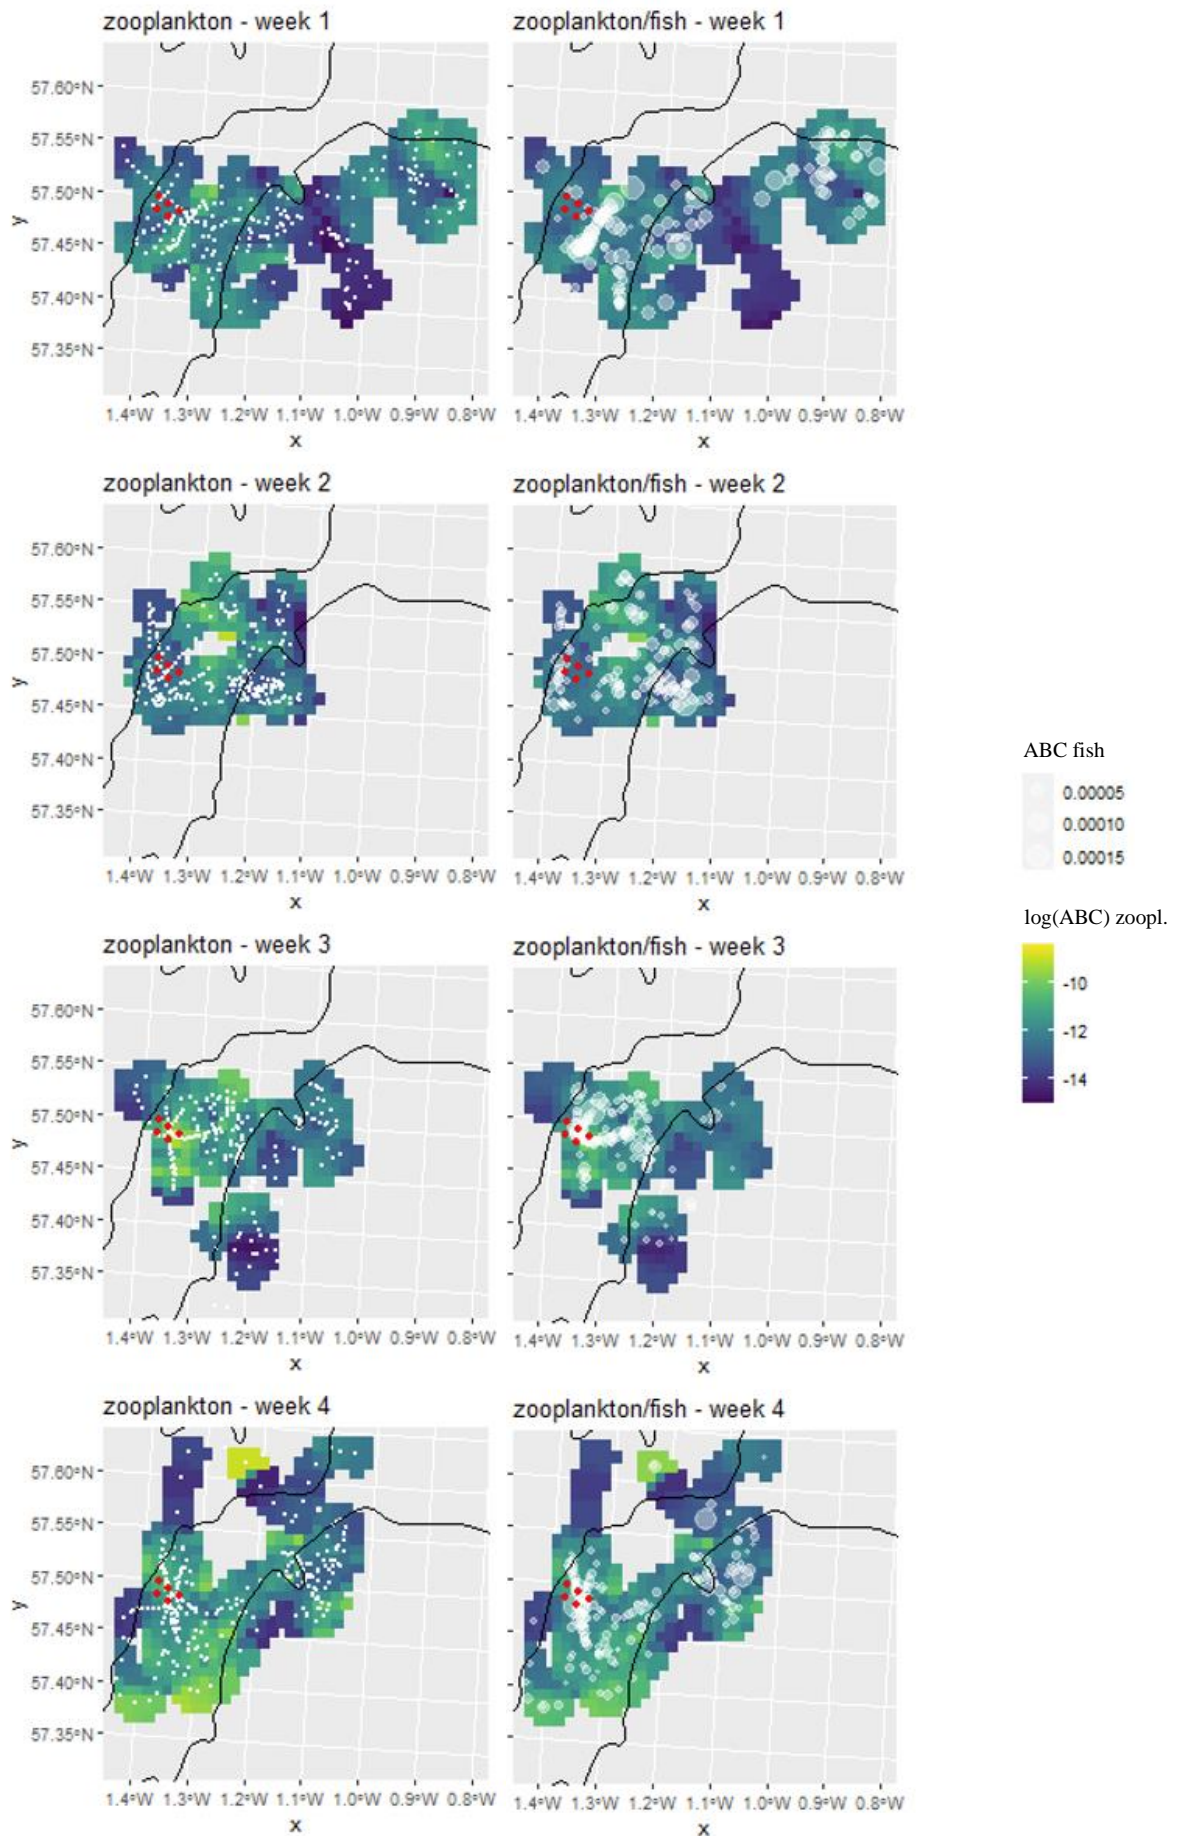 zooplankton - week 1
zooplankton/fish - week 1
57.60°N
57.55°N
57.50°N
57.45°N
57.40°N
57.35°N
y
1.4°W 1.3°W 1.2°W 1.1°W 1.0°W 0.9°W 0.8°W
1.4°W 1.3°W 1.2°W 1.1°W 1.0°W 0.9°W 0.8°W
x
x
zooplankton - week 2
zooplankton/fish - week 2
57.60°N
57.55°N
57.50°N
57.45°N
57.40°N
57.35°N
y
1.4°W 1.3°W 1.2°W 1.1°W 1.0°W 0.9°W 0.8°W
1.4°W 1.3°W 1.2°W 1.1°W 1.0°W 0.9°W 0.8°W
x
x
ABC fish
0.00005
0.00010
0.00015
log(ABC) zoopl.
-10
-12
-14
zooplankton - week 3
zooplankton/fish - week 3
57.60°N
57.55°N
57.50°N
57.45°N
57.40°N
57.35°N
y
1.4°W 1.3°W 1.2°W 1.1°W 1.0°W 0.9°W 0.8°W
1.4°W 1.3°W 1.2°W 1.1°W 1.0°W 0.9°W 0.8°W
x
x
zooplankton - week 4
zooplankton/fish - week 4
57.60°N
57.55°N
57.50°N
57.45°N
57.40°N
57.35°N
y
1.4°W 1.3°W 1.2°W 1.1°W 1.0°W 0.9°W 0.8°W
1.4°W 1.3°W 1.2°W 1.1°W 1.0°W 0.9°W 0.8°W
x
x